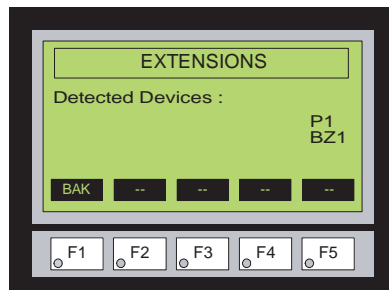 EXTENSIONS
Detected Devices :
P1
BZ1
BAK -- -- -- --
F1 F2 F3 F4 F5